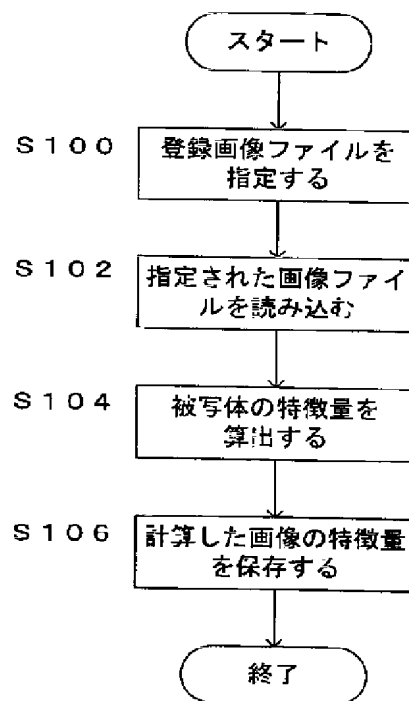 スタート
S100
登録画像ファイルを
指定する
S102
指定された画像ファイ
ルを読み込む
S104
被写体の特徴量を
算出する
S106
計算した画像の特徴量
を保存する
終了